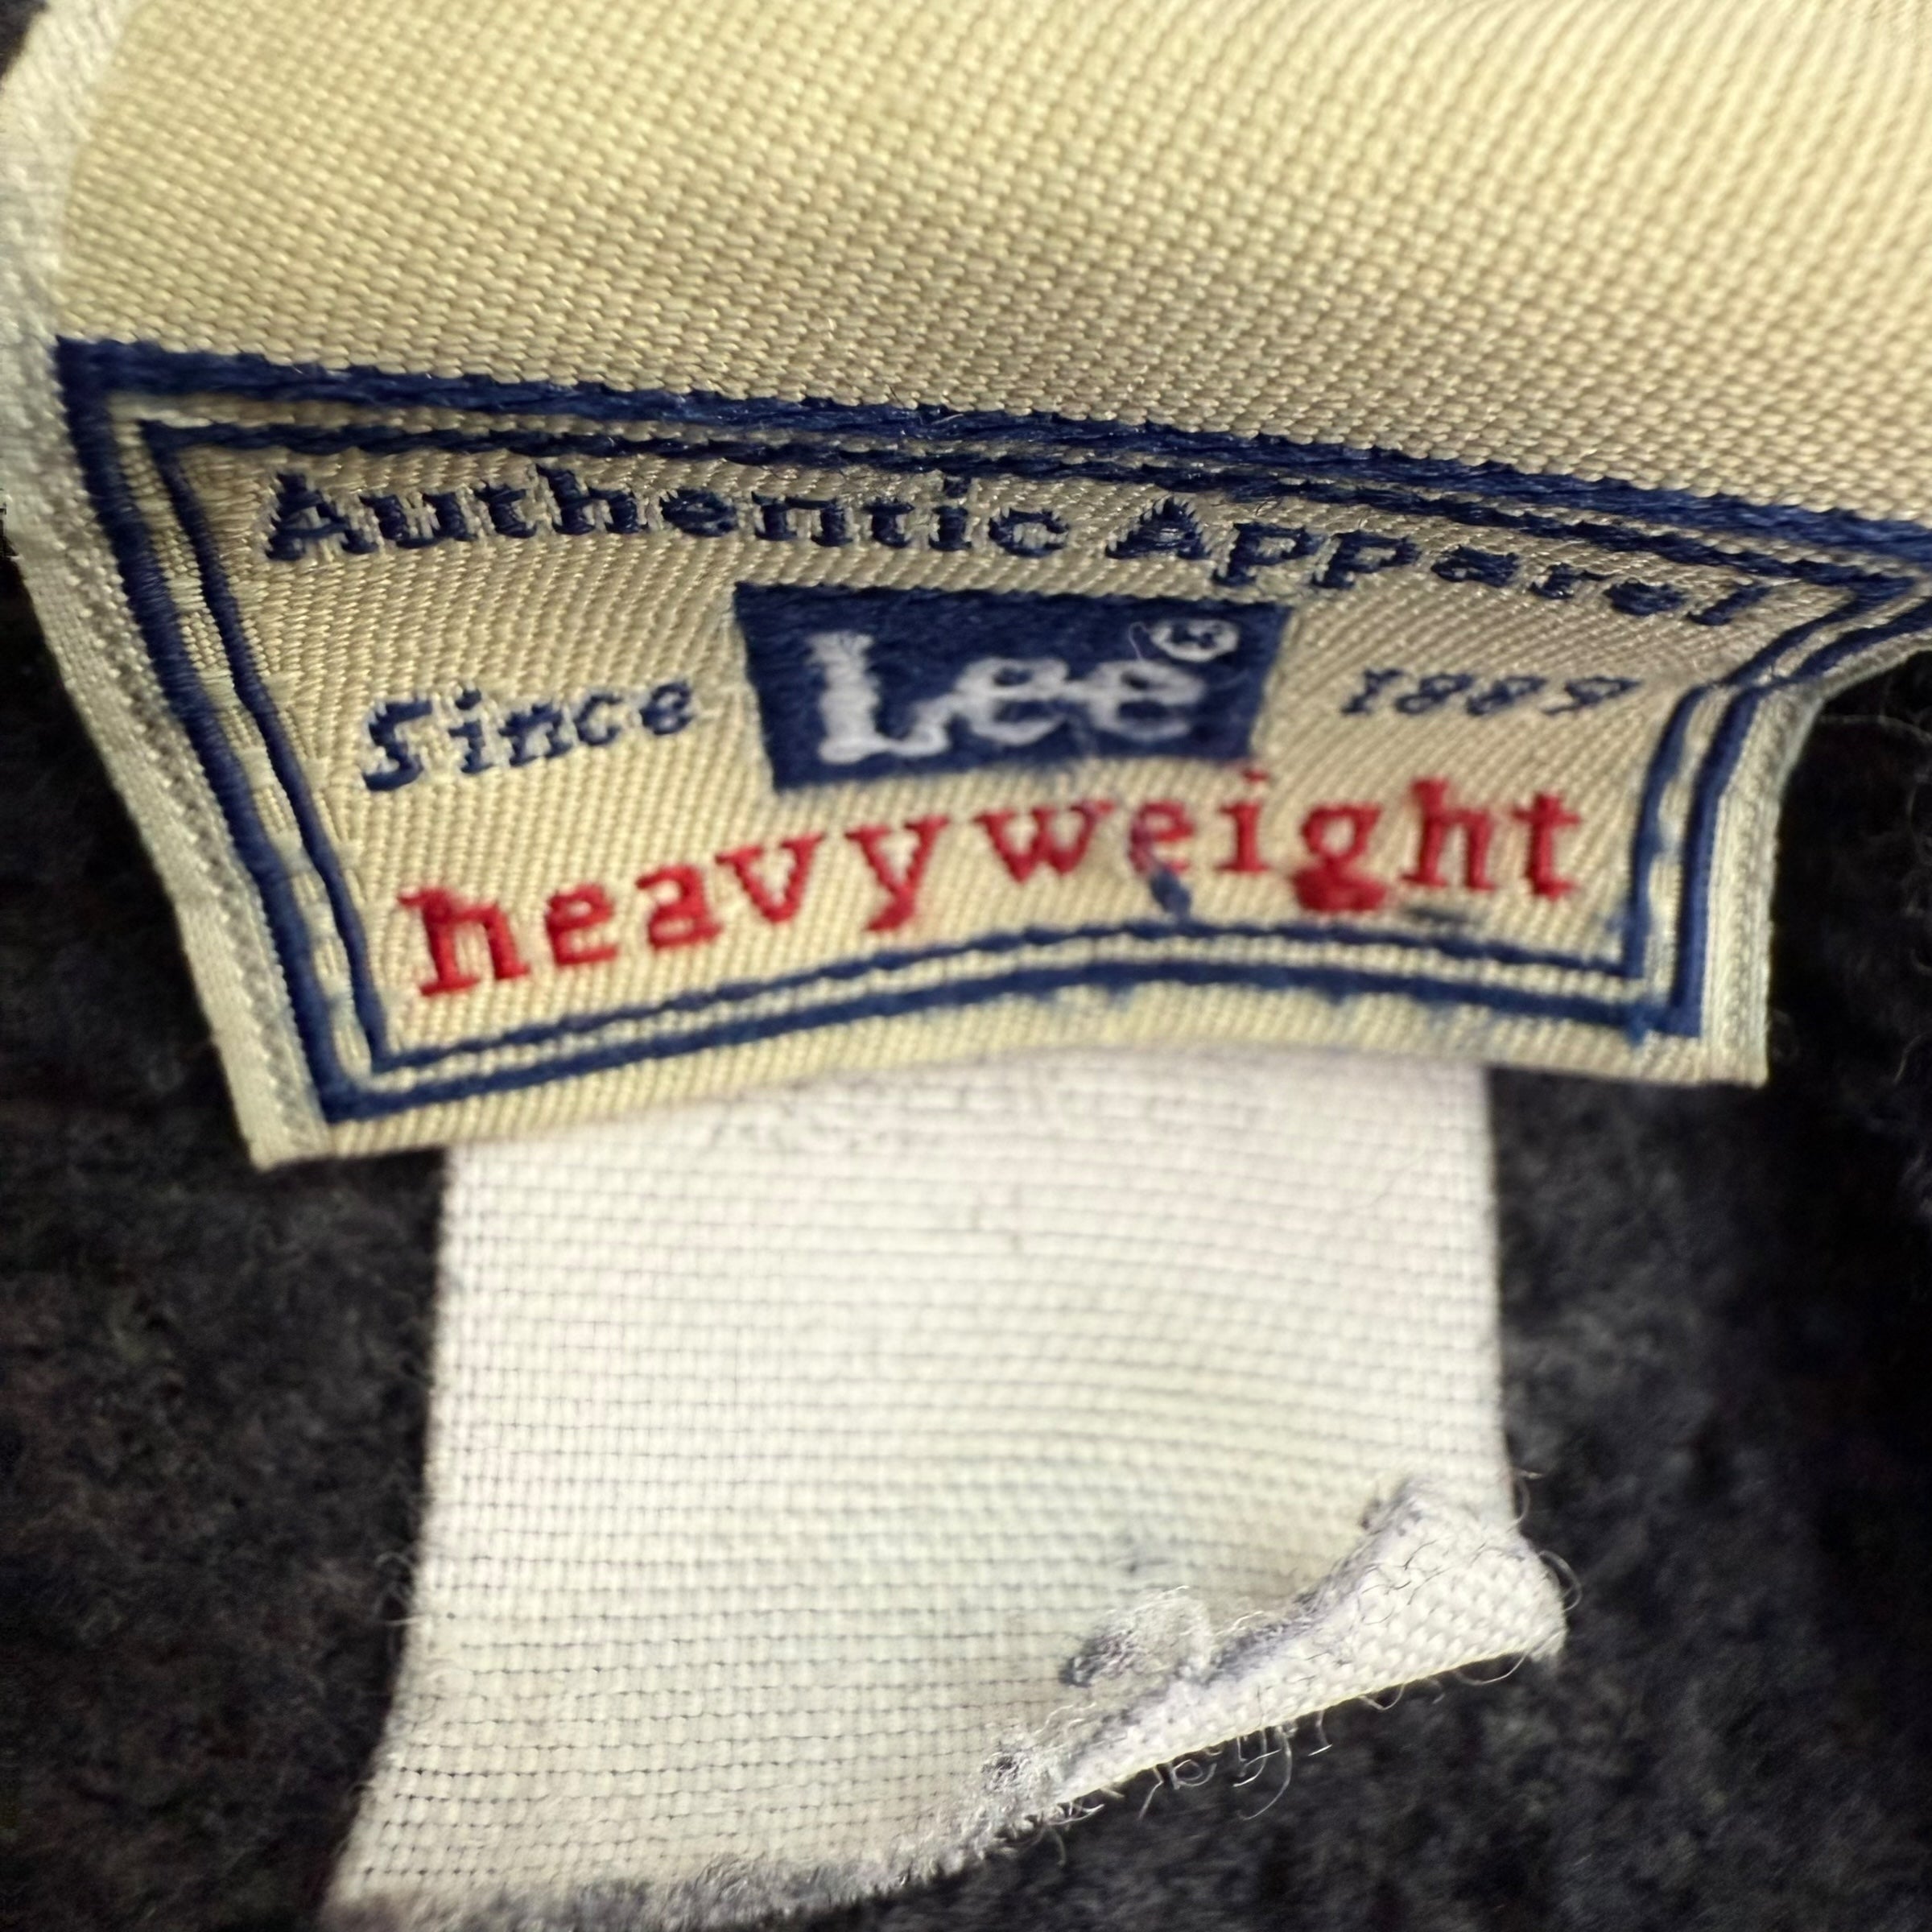 Authentic Apparel
Since Lee® 1889
heavyweight